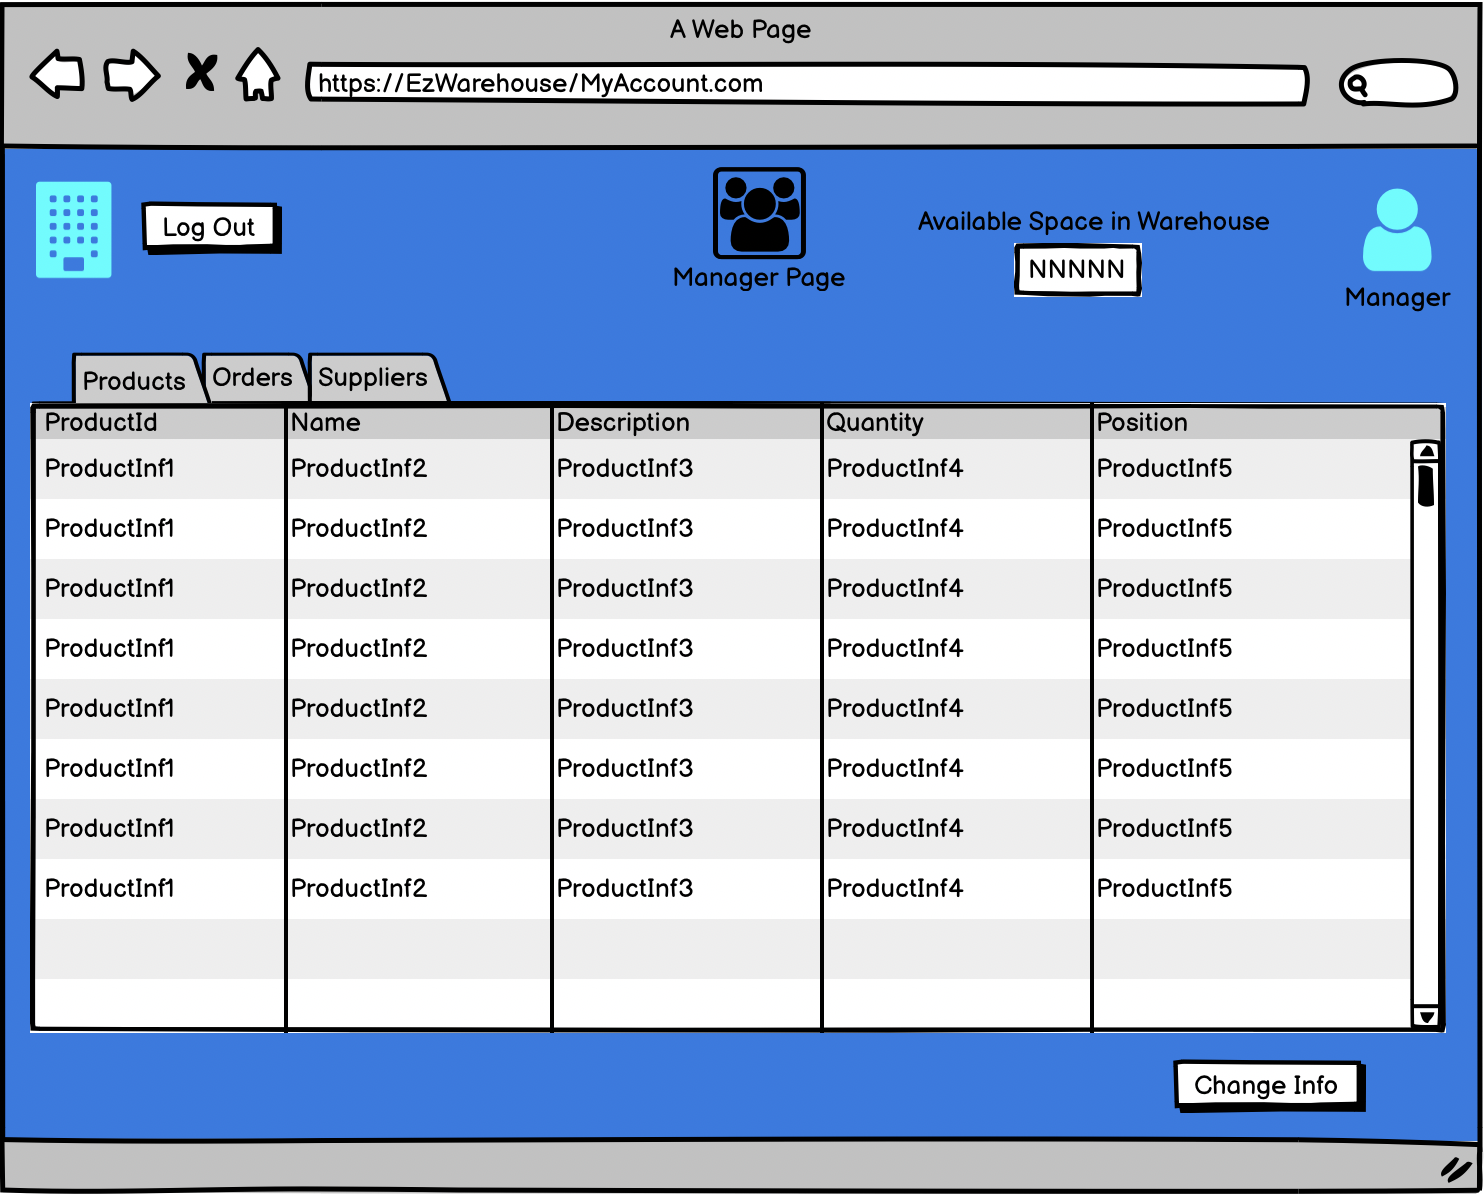 A Web Page
https://EzWarehouse/MyAccount.com
Log Out
Manager Page
Available Space in Warehouse
NNNNN
Manager
Products Orders Suppliers
ProductId Name Description Quantity Position
ProductInf1 ProductInf2 ProductInf3 ProductInf4 ProductInf5
ProductInf1 ProductInf2 ProductInf3 ProductInf4 ProductInf5
ProductInf1 ProductInf2 ProductInf3 ProductInf4 ProductInf5
ProductInf1 ProductInf2 ProductInf3 ProductInf4 ProductInf5
ProductInf1 ProductInf2 ProductInf3 ProductInf4 ProductInf5
ProductInf1 ProductInf2 ProductInf3 ProductInf4 ProductInf5
ProductInf1 ProductInf2 ProductInf3 ProductInf4 ProductInf5
ProductInf1 ProductInf2 ProductInf3 ProductInf4 ProductInf5
Change Info